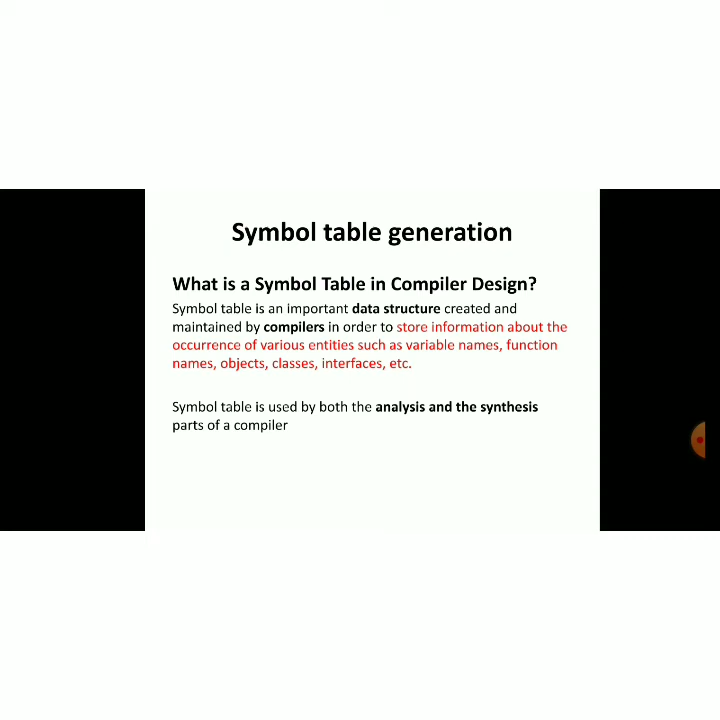 Symbol table generation
What is a Symbol Table in Compiler Design?
Symbol table is an important data structure created and
maintained by compilers in order to store information about the
occurrence of various entities such as variable names, function
names, objects, classes, interfaces, etc.
Symbol table is used by both the analysis and the synthesis
parts of a compiler